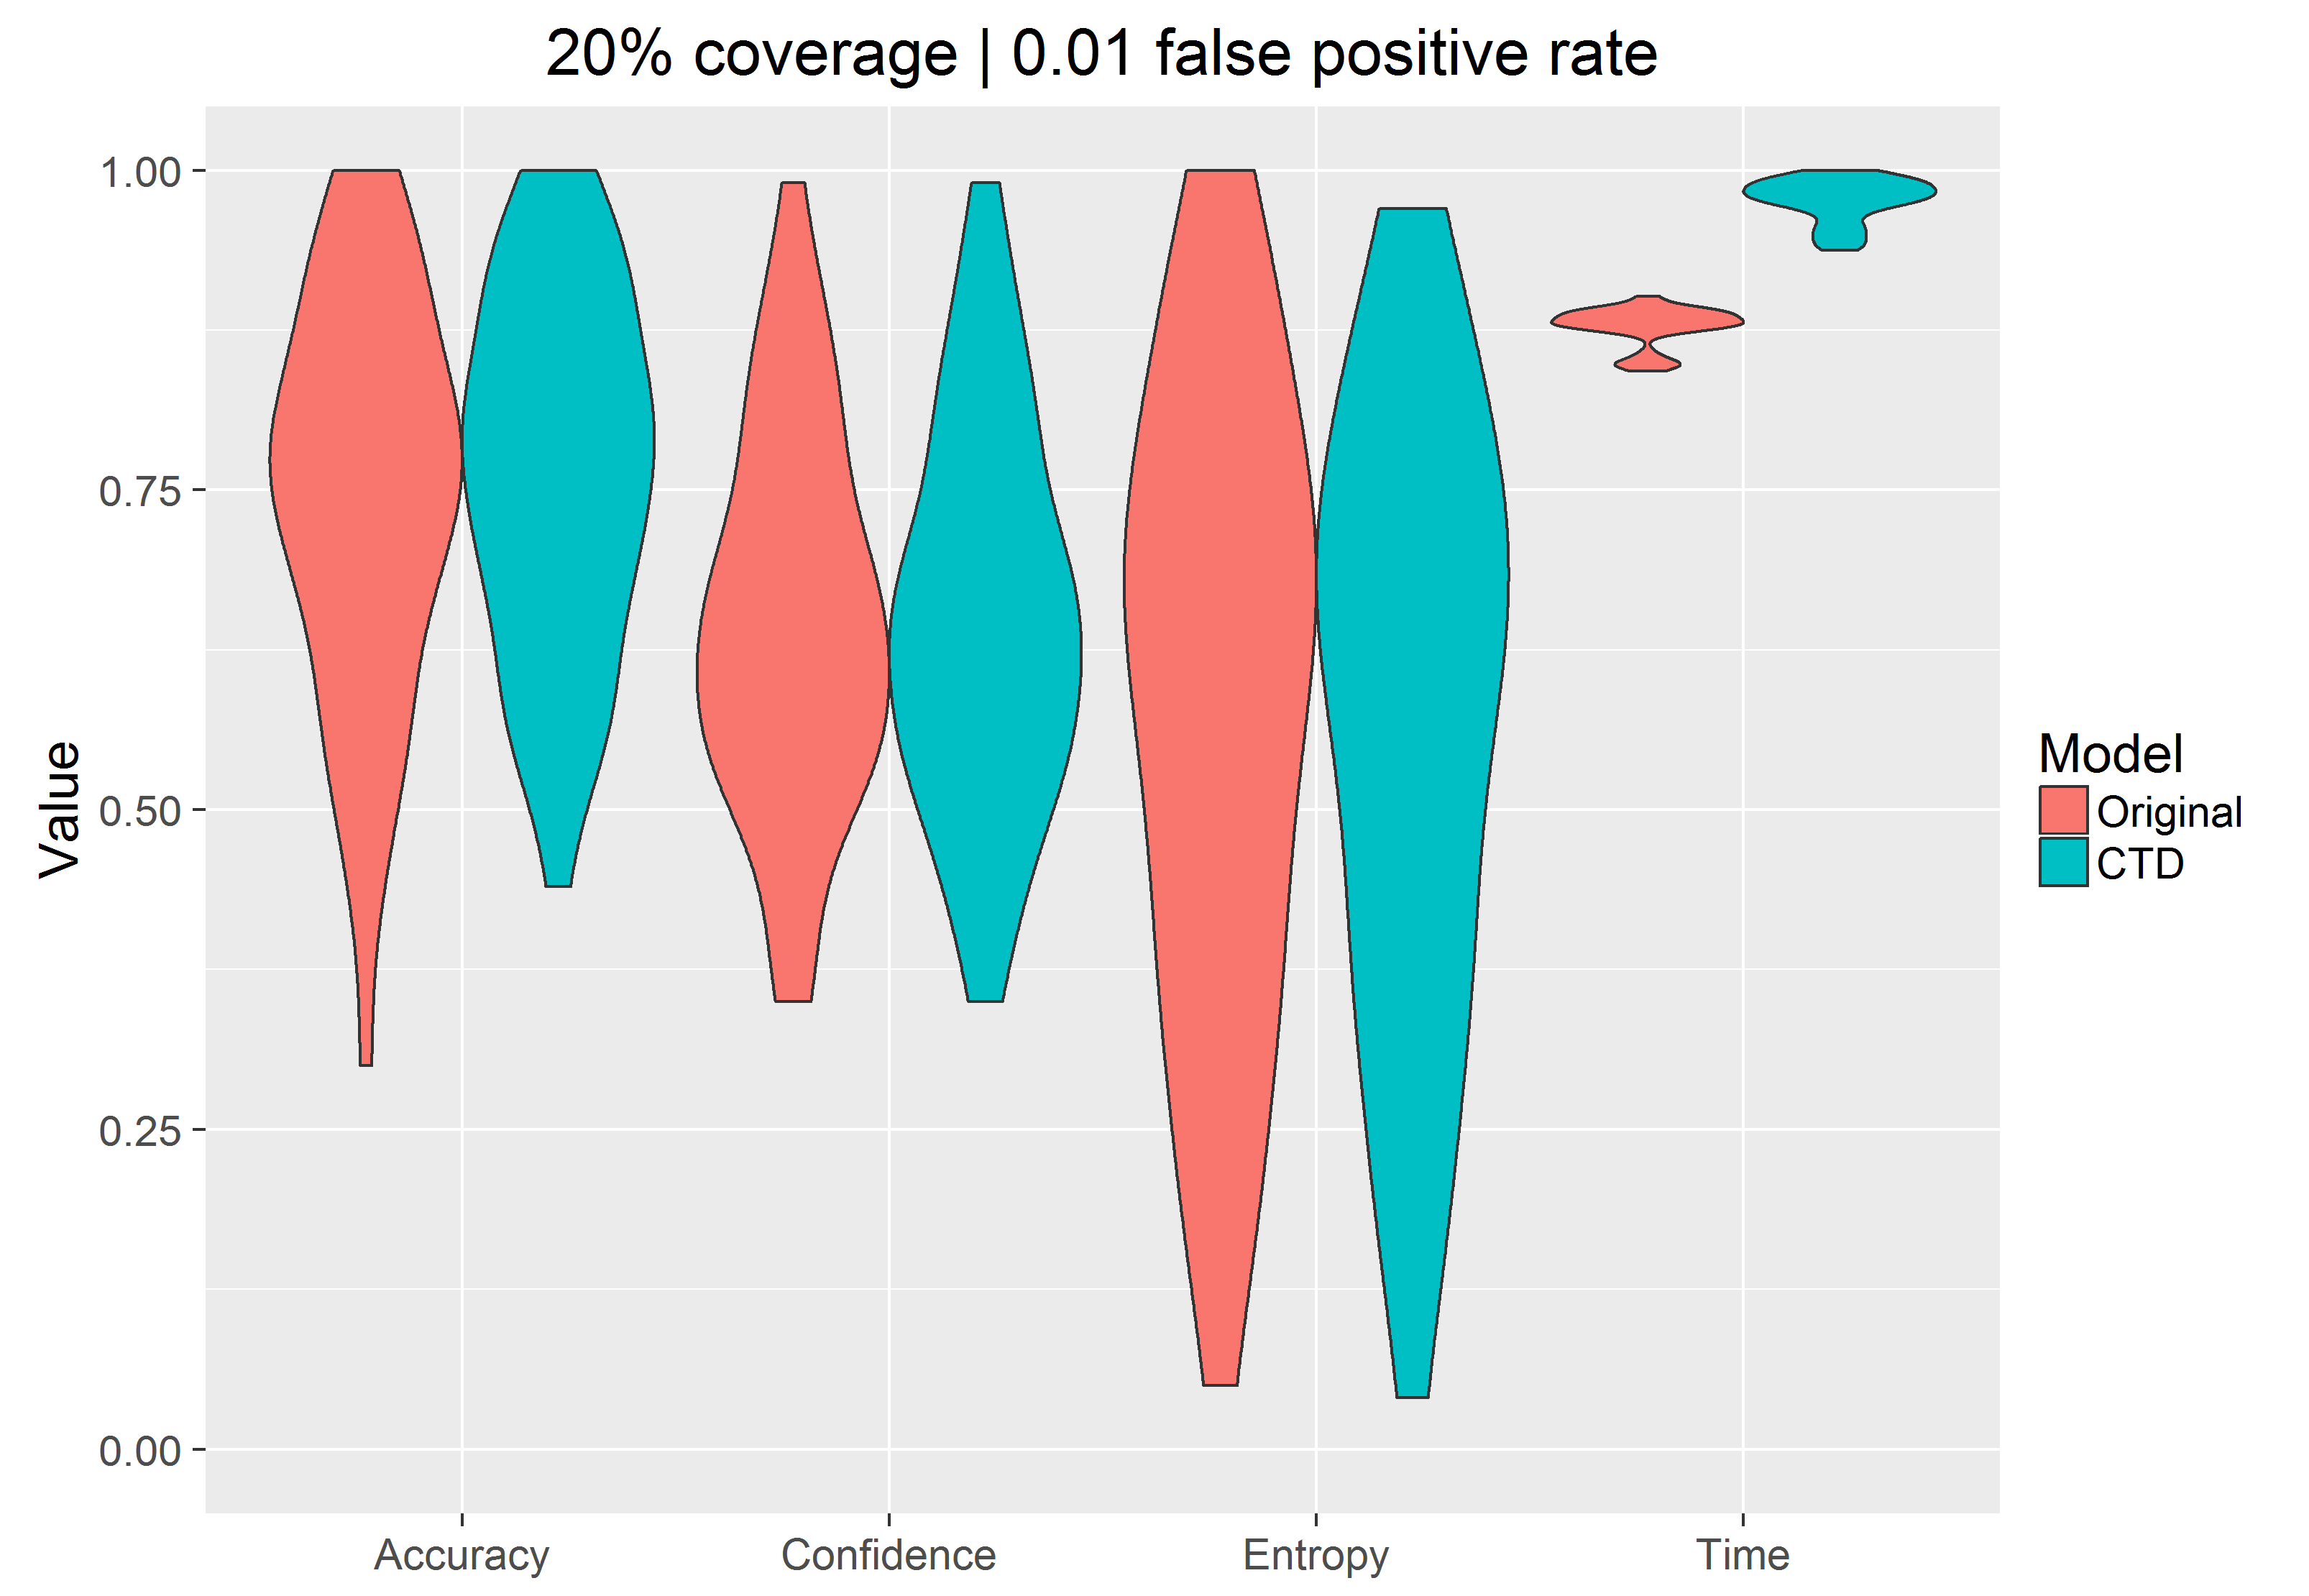 20% coverage | 0.01 false positive rate
1.00
0.75
0.50
0.25
0.00
Value
Accuracy
Confidence
Entropy
Time
Model
Original
CTD